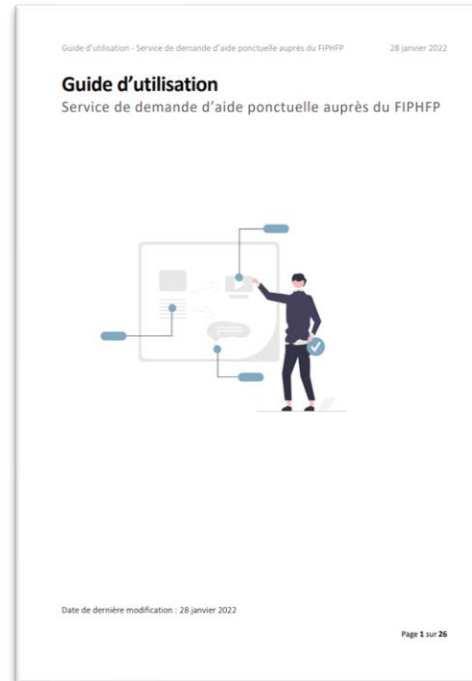 Guide d'utilisation - Service de demande d'aide ponctuelle auprès du FIPHFP 28 janvier 2022
Guide d'utilisation
Service de demande d'aide ponctuelle auprès du FIPHFP
Date de dernière modification : 28 janvier 2022
Page 1 sur 26